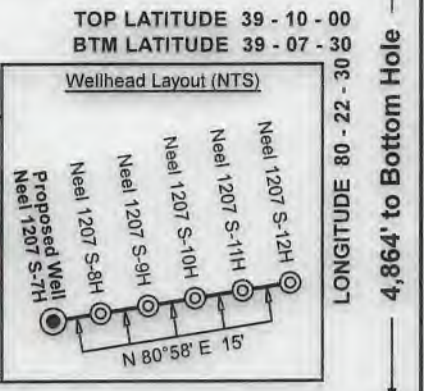 TOP LATITUDE 39 - 10 - 00
BTM LATITUDE 39 - 07 - 30
Wellhead Layout (NTS)
Proposed Well
Neel 1207 S-7H
Neel 1207 S-8H
Neel 1207 S-9H
Neel 1207 S-10H
Neel 1207 S-11H
Neel 1207 S-12H
N 80°58' E 15'
LONGITUDE 80 - 22 - 30
4,864' to Bottom Hole